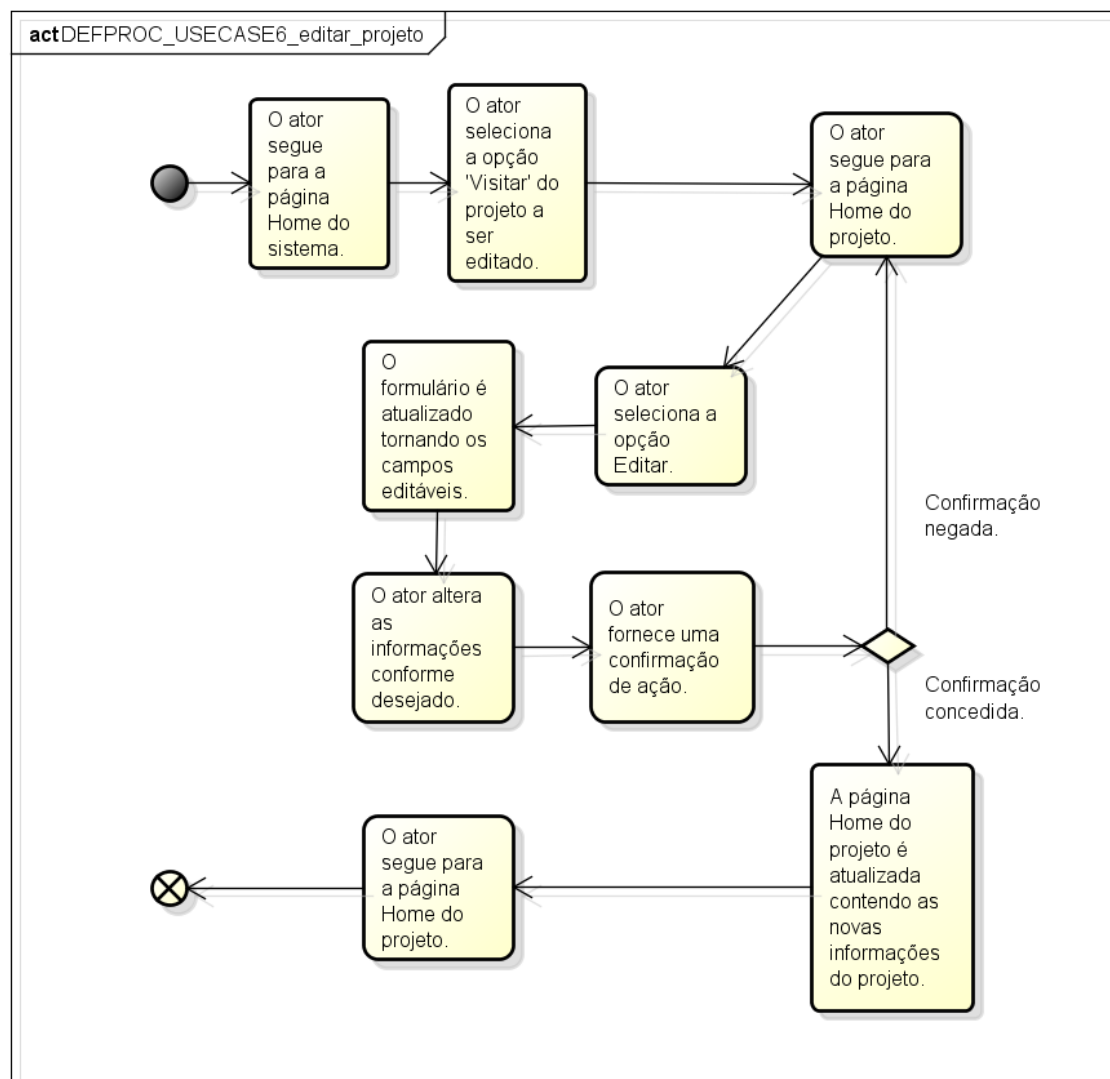 act DEFPROC_USECASE6_editar_projeto
O ator
segue
para a
página
Home do
sistema.
O ator
seleciona
a opção
'Visitar' do
projeto a
ser
editado.
O ator
segue para
a página
Home do
projeto.
O ator
seleciona a
opção
Editar.
O
formulário é
atualizado
tornando os
campos
editáveis.
O ator altera
as
informações
conforme
desejado.
O ator
fornece uma
confirmação
de ação.
Confirmação
negada.
Confirmação
concedida.
A página
Home do
projeto é
atualizada
contendo as
novas
informações
do projeto.
O ator
segue para
a página
Home do
projeto.